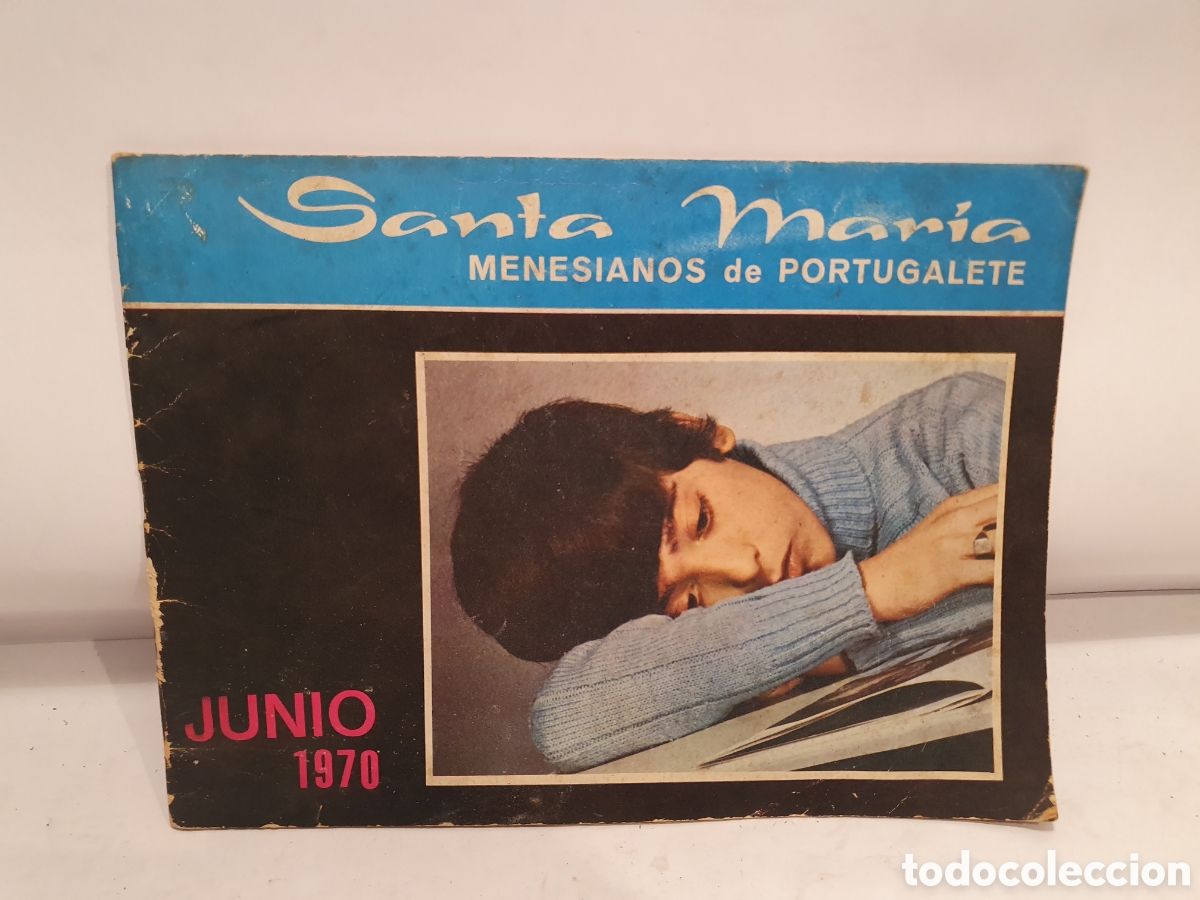 Santa María
MENESIANOS de PORTUGALETE
JUNIO
1970
todocoleccion